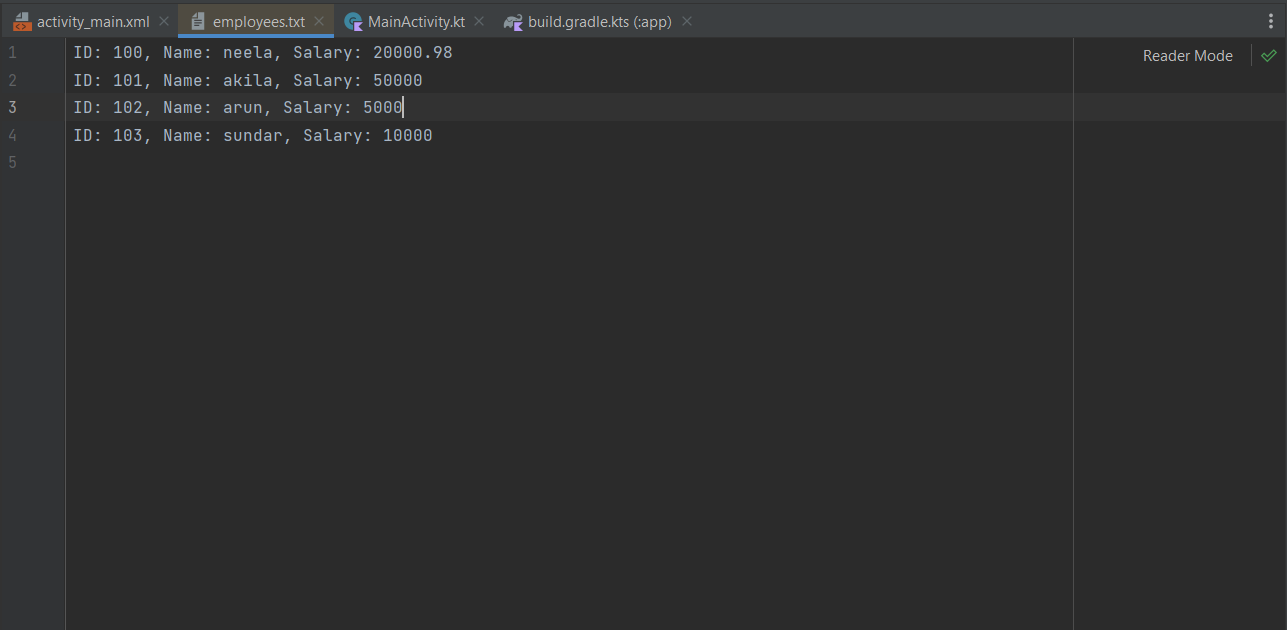 activity_main.xml employees.txt MainActivity.kt build.gradle.kts (:app)
1 ID: 100, Name: neela, Salary: 20000.98
Reader Mode
2 ID: 101, Name: akila, Salary: 50000
3 ID: 102, Name: arun, Salary: 5000
4 ID: 103, Name: sundar, Salary: 10000
5